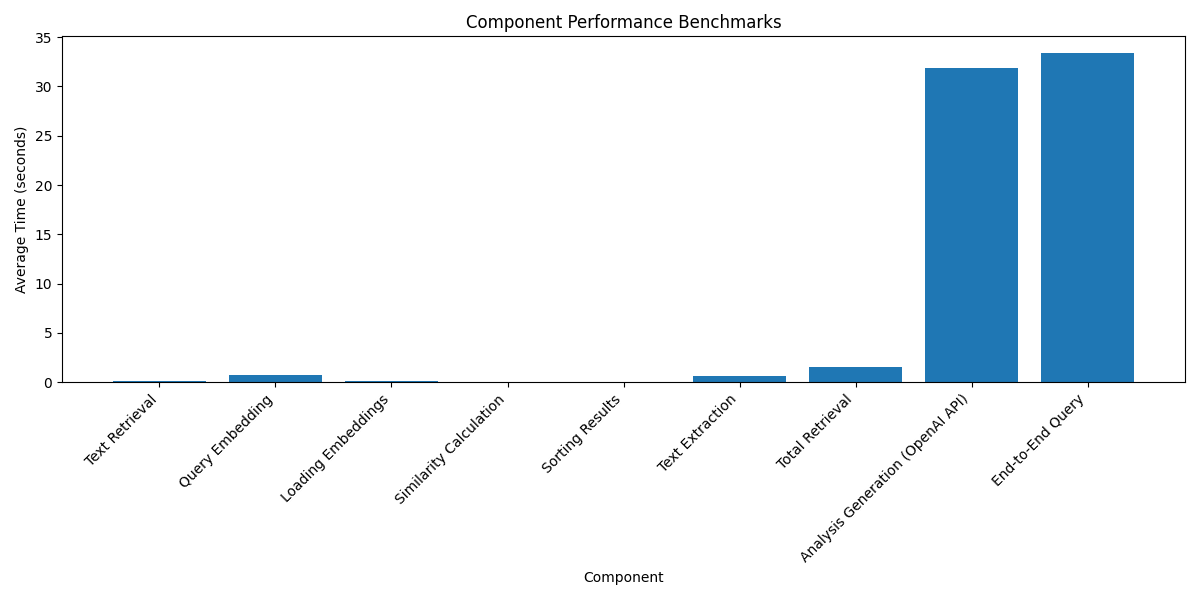 Component Performance Benchmarks
Average Time (seconds)
35
30
25
20
15
10
5
0
Text Retrieval
Query Embedding
Loading Embeddings
Similarity Calculation
Sorting Results
Text Extraction
Total Retrieval
Analysis Generation (OpenAI API)
End-to-End Query
Component